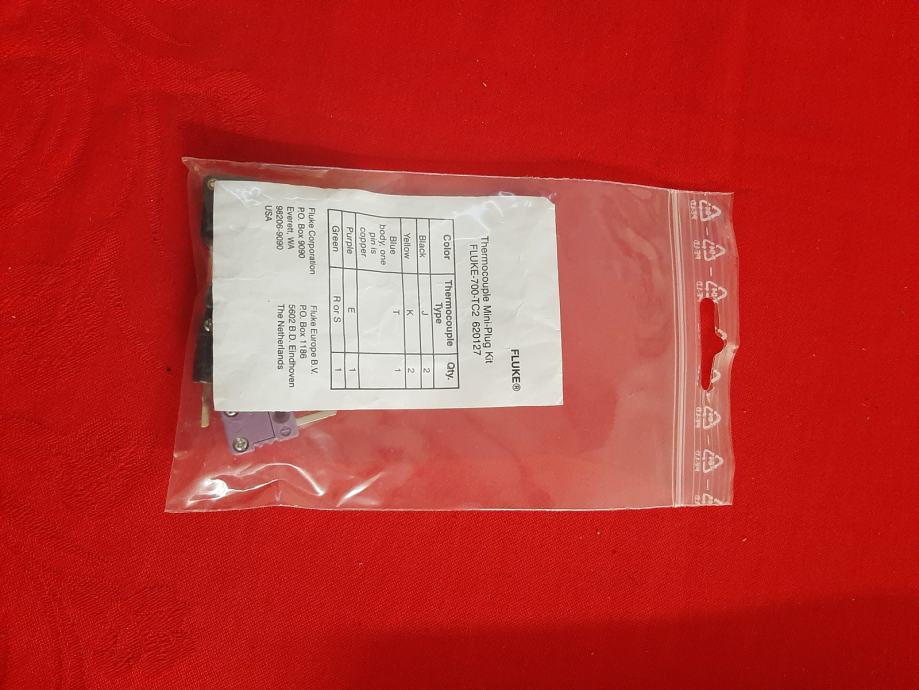 FLUKE®
Thermocouple Mini-Plug Kit
FLUKE-700-TC2 620127
Color Thermocouple Type Qty.
Black J 2
Yellow K 2
Blue body, one pin is copper T 1
Purple E 1
Green R or S 1
Fluke Corporation
P.O. Box 9090
Everett, WA
98206-9090
USA
Fluke Europe B.V.
P.O. Box 1186
5602 B.D. Eindhoven
The Netherlands